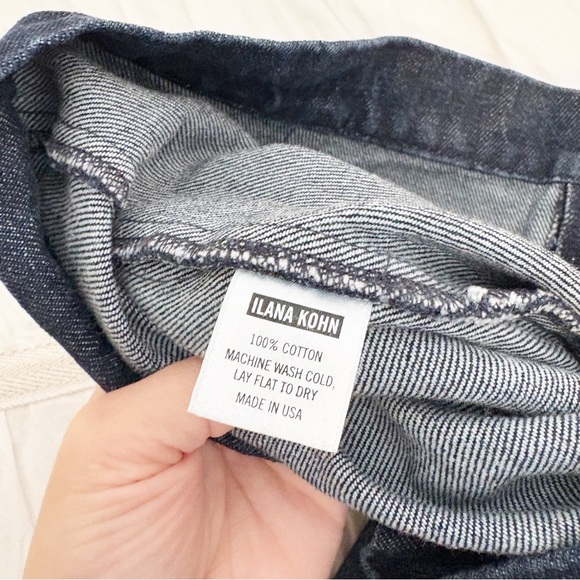 ILANA KOHN
100% COTTON
MACHINE WASH COLD,
LAY FLAT TO DRY
MADE IN USA